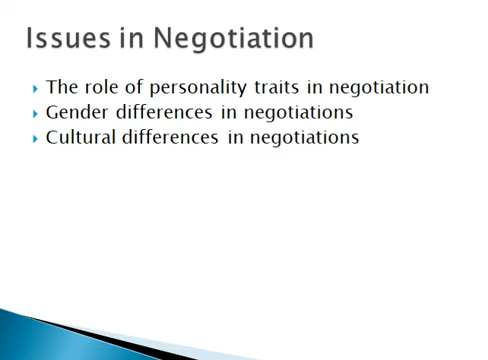 Issues in Negotiation
The role of personality traits in negotiation
Gender differences in negotiations
Cultural differences in negotiations